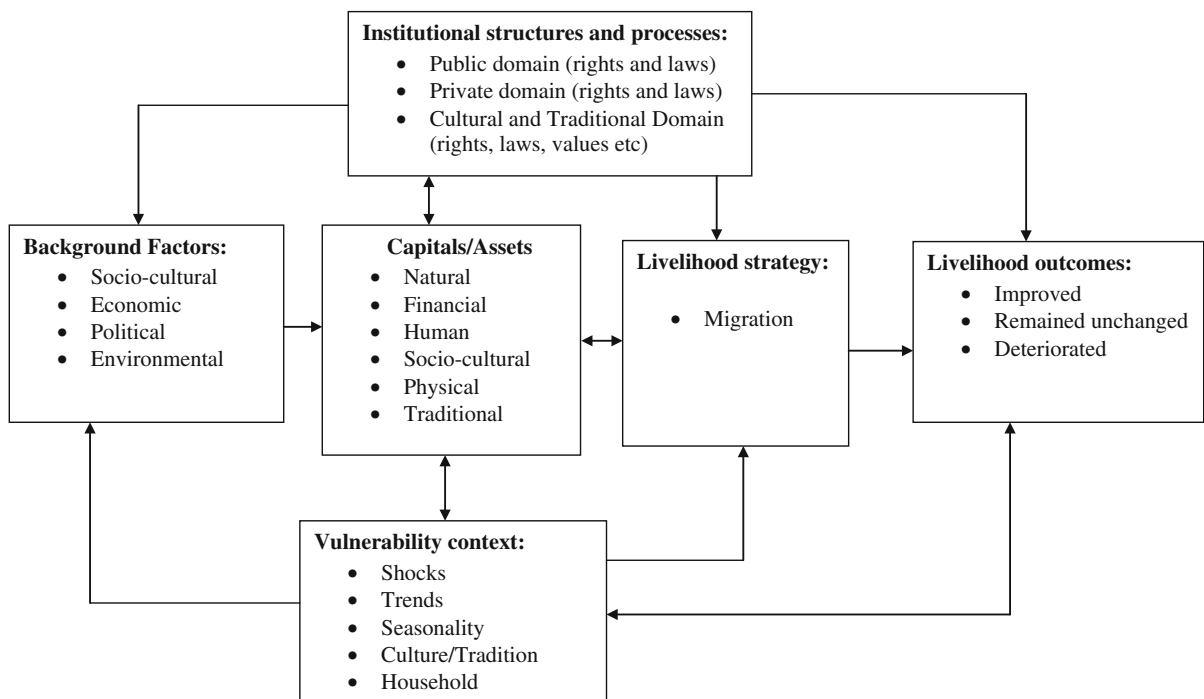 Institutional structures and processes:
• Public domain (rights and laws)
• Private domain (rights and laws)
• Cultural and Traditional Domain
(rights, laws, values etc)
Background Factors:
• Socio-cultural
• Economic
• Political
• Environmental
Capitals/Assets
• Natural
• Financial
• Human
• Socio-cultural
• Physical
• Traditional
Livelihood strategy:
• Migration
Livelihood outcomes:
• Improved
• Remained unchanged
• Deteriorated
Vulnerability context:
• Shocks
• Trends
• Seasonality
• Culture/Tradition
• Household